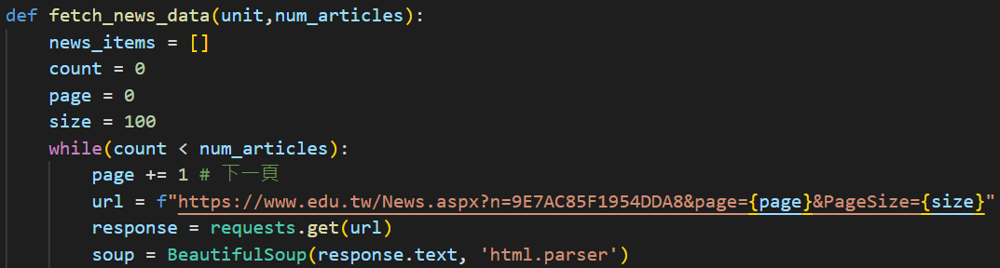 def fetch_news_data(unit,num_articles):
news_items = []
count = 0
page = 0
size = 100
while(count < num_articles):
page += 1 # 下一頁
url = f"https://www.edu.tw/News.aspx?n=9E7AC85F1954DDA8&page={page}&PageSize={size}"
response = requests.get(url)
soup = BeautifulSoup(response.text, 'html.parser')